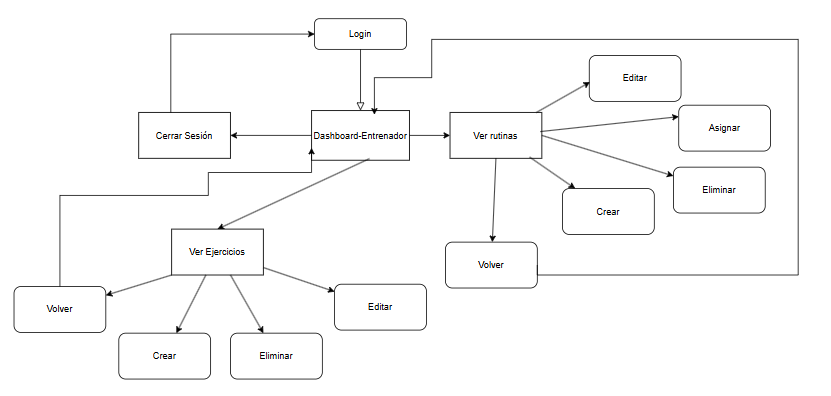 Login
Editar
Asignar
Cerrar Sesión
Dashboard-Entrenador
Ver rutinas
Eliminar
Crear
Ver Ejercicios
Volver
Volver
Editar
Crear
Eliminar